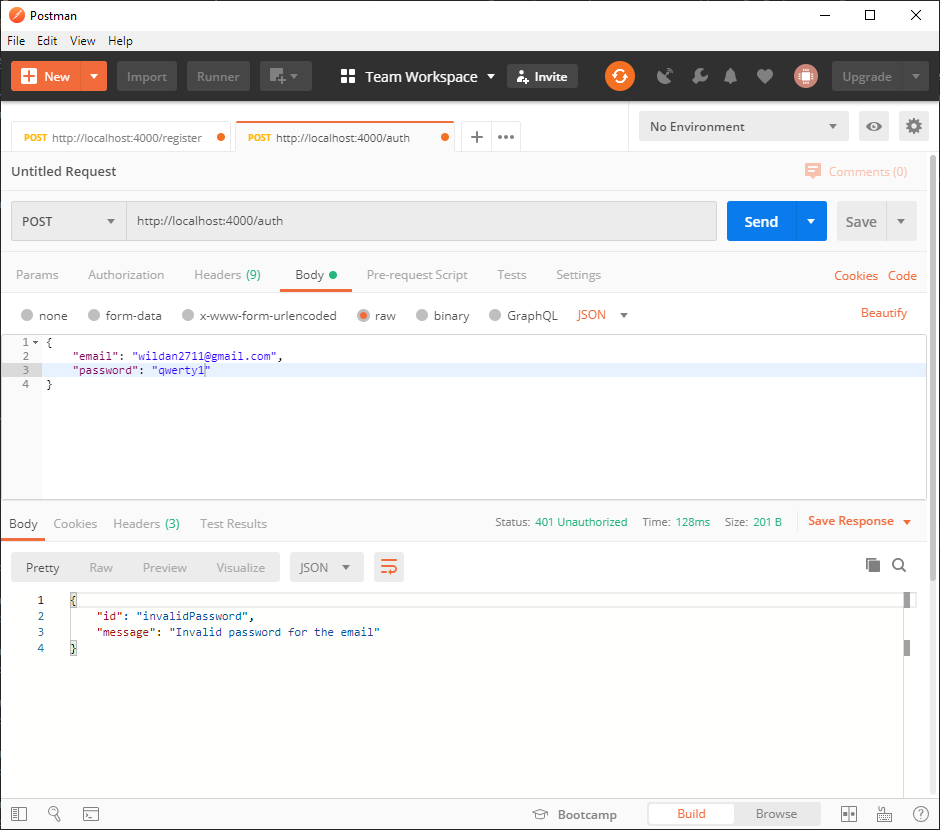 Postman
File Edit View Help
New Import Runner Team Workspace Invite Upgrade
POST http://localhost:4000/register POST http://localhost:4000/auth No Environment
Untitled Request Comments (0)
POST http://localhost:4000/auth Send Save
Params Authorization Headers (9) Body Pre-request Script Tests Settings Cookies Code
none form-data x-www-form-urlencoded raw binary GraphQL JSON Beautify
1 {
2 "email": "wildan2711@gmail.com",
3 "password": "qwerty1"
4 }
Body Cookies Headers (3) Test Results Status: 401 Unauthorized Time: 128ms Size: 201 B Save Response
Pretty Raw Preview Visualize JSON
1 {
2 "id": "invalidPassword",
3 "message": "Invalid password for the email"
4 }
Bootcamp Build Browse